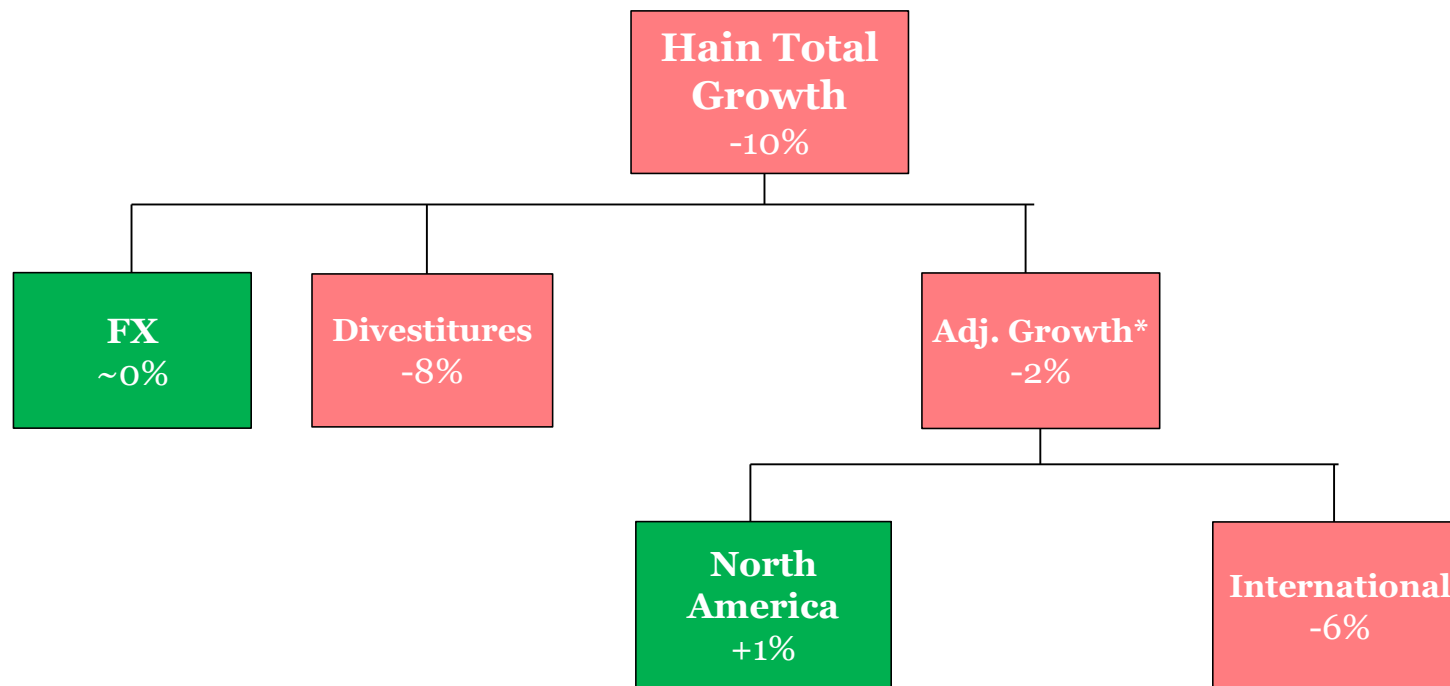 Hain Total
Growth
-10%
FX
~0%
Divestitures
-8%
Adj. Growth*
-2%
North
America
+1%
International
-6%